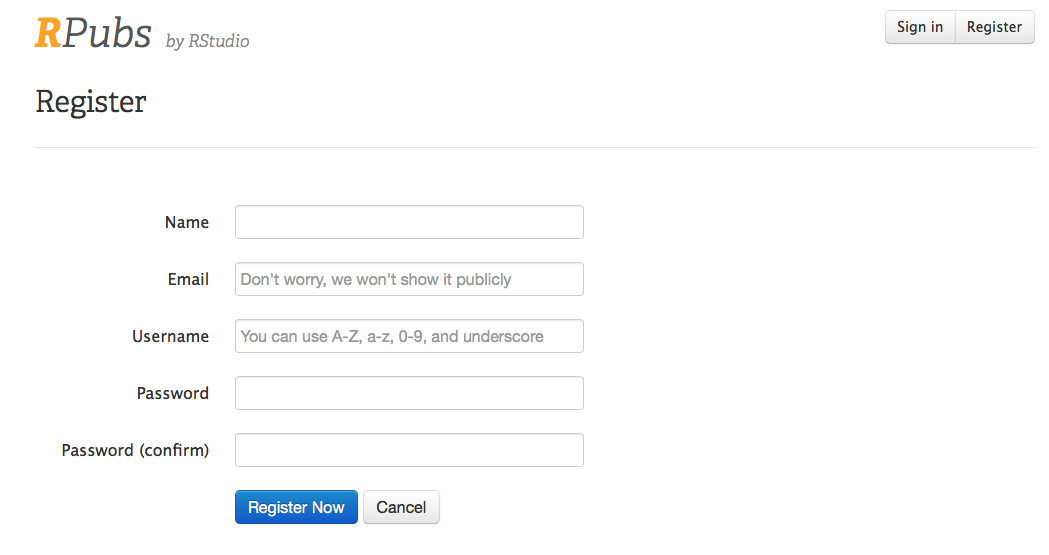 RPubs by RStudio
Sign in Register
Register
Name
Email Don't worry, we won't show it publicly
Username You can use A-Z, a-z, 0-9, and underscore
Password
Password (confirm)
Register Now Cancel